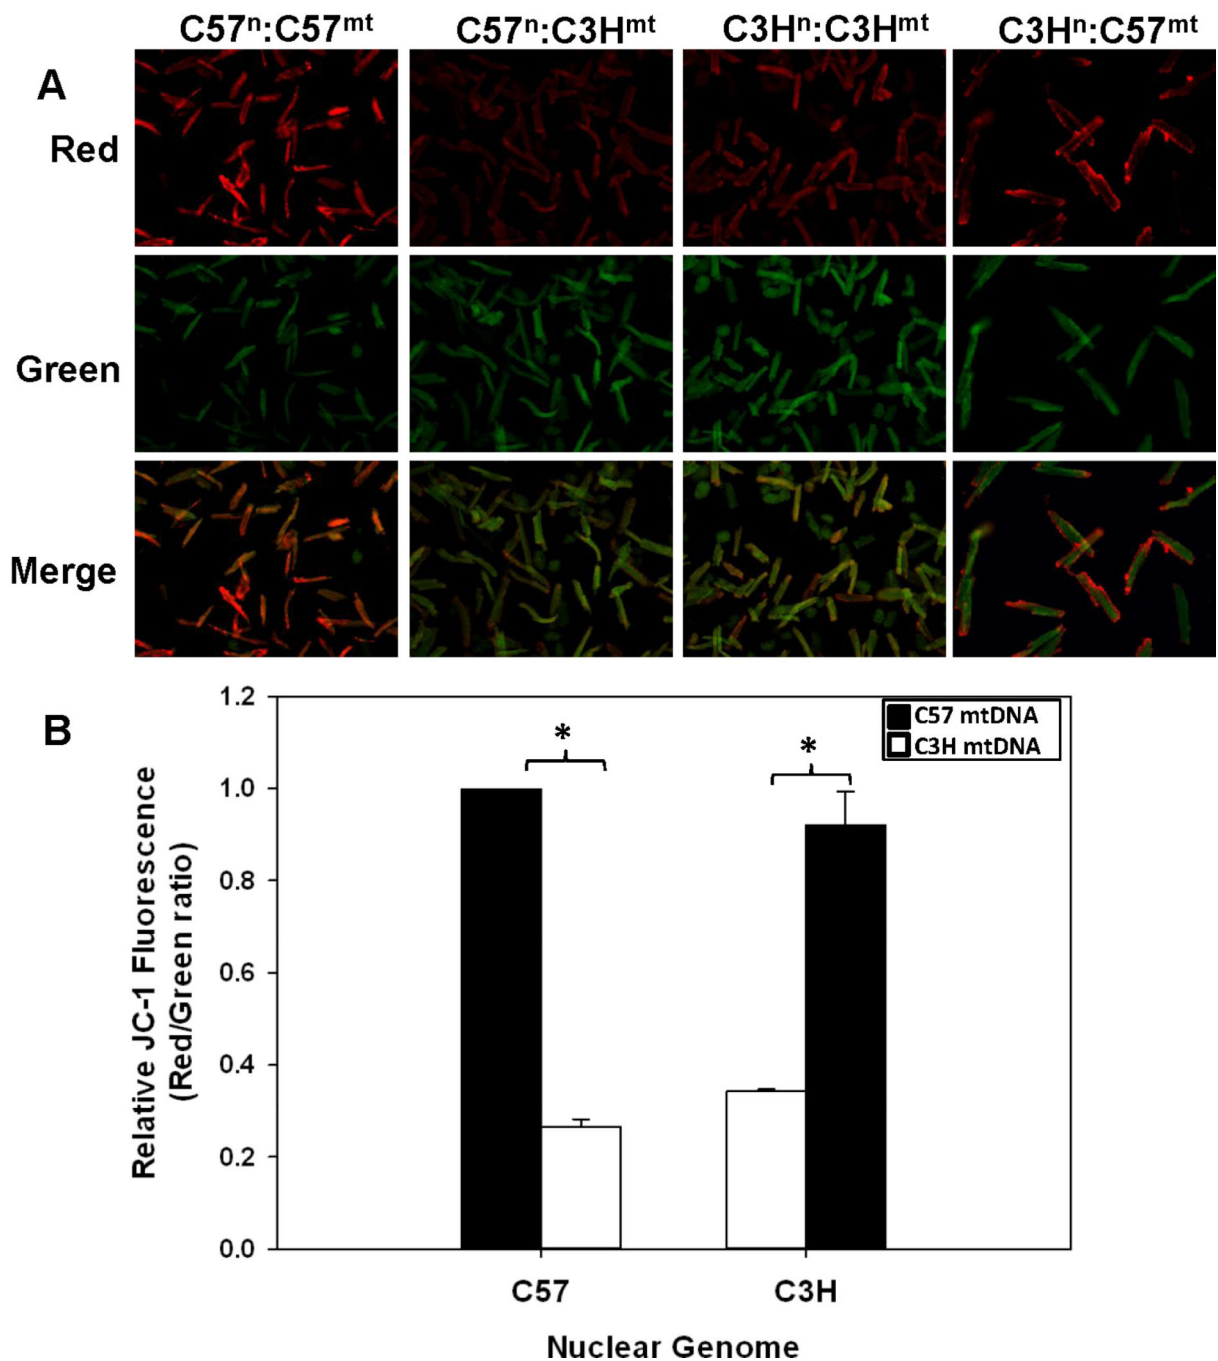 C57ⁿ:C57ᵐᵗ C57ⁿ:C3Hᵐᵗ C3Hⁿ:C3Hᵐᵗ C3Hⁿ:C57ᵐᵗ
A
Red
Green
Merge
B
1.2
1.0
0.8
0.6
0.4
0.2
0.0
Relative JC-1 Fluorescence
(Red/Green ratio)
C57 mtDNA
C3H mtDNA
* *
C57 C3H
Nuclear Genome